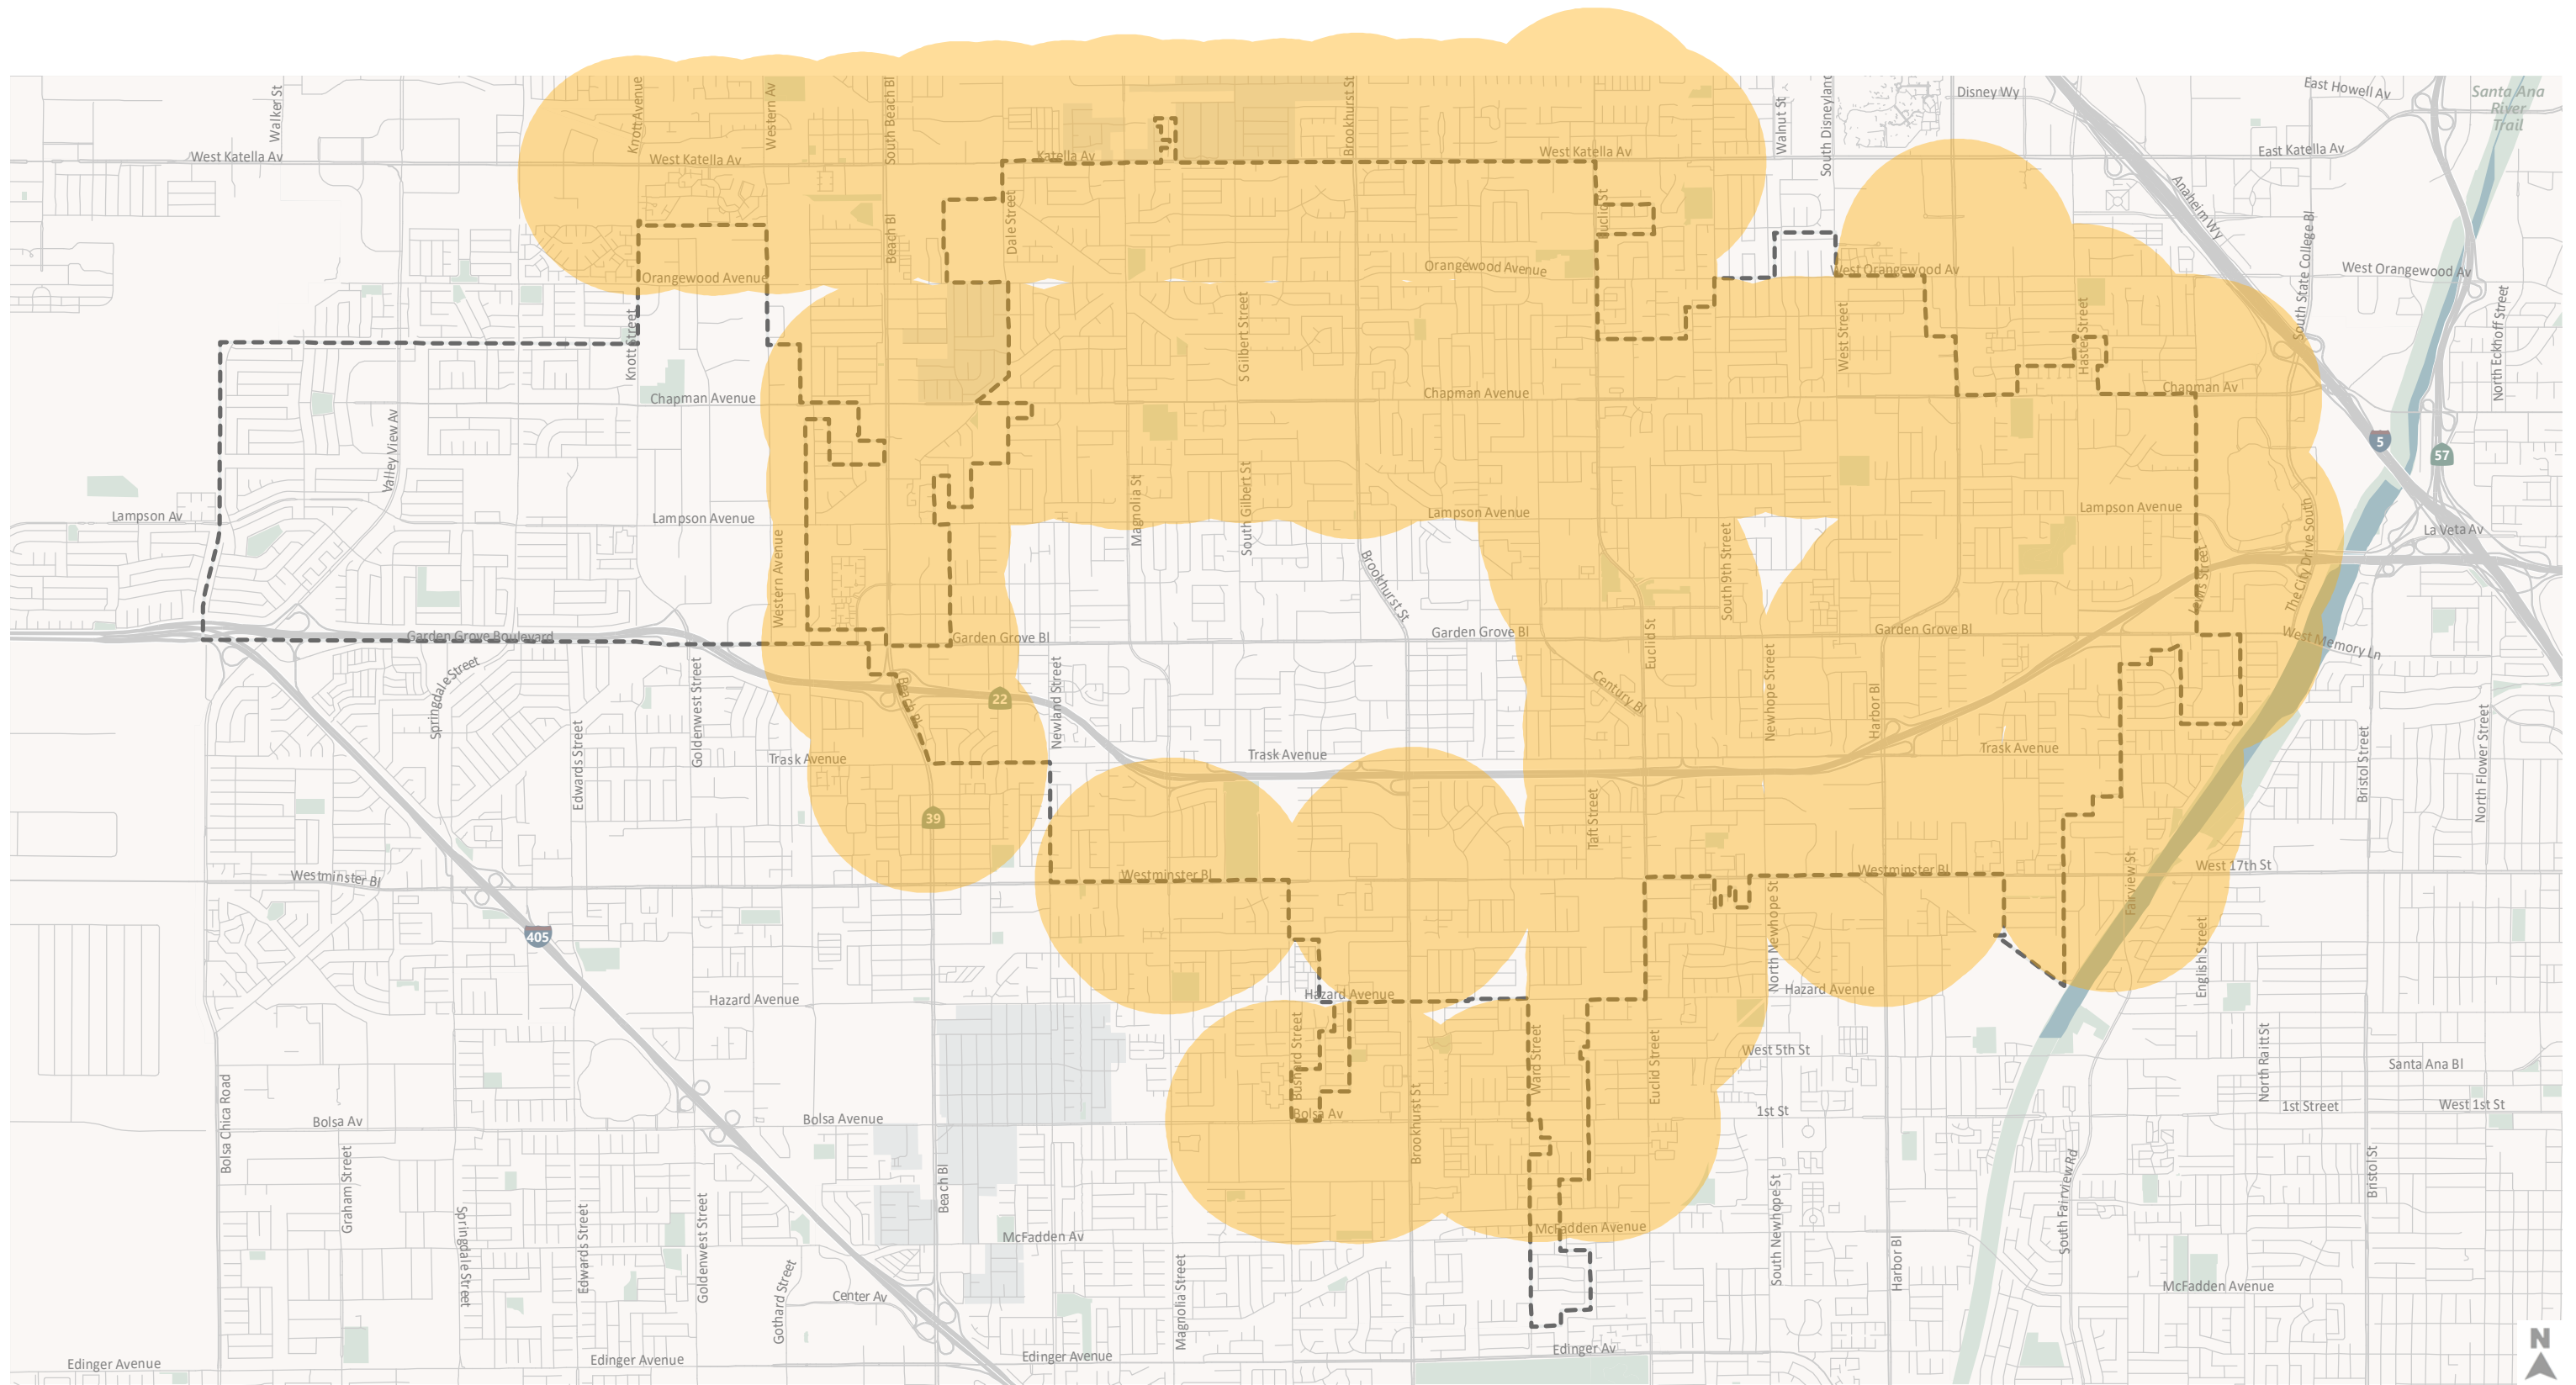 Walker St
Knott Avenue
Western Av
South Beach Bl
Brookhurst St
Walnut St
South Disneyland
Disney Wy
East Howell Av
Santa Ana
River
Trail
West Katella Av
West Katella Av
Katella Av
West Katella Av
East Katella Av
Anaheim Wy
Beach Bl
Dale Street
Euclid St
South State College Bl
Orangewood Avenue
Orangewood Avenue
West Orangewood Av
West Orangewood Av
Knott Street
S Gilbert Street
West Street
Haster Street
North Eckhoff Street
Chapman Avenue
Chapman Avenue
Chapman Av
Valley View Av
5
57
Lampson Av
Lampson Avenue
Magnolia St
South Gilbert St
Lampson Avenue
Lampson Avenue
The City Drive South
La Veta Av
Western Avenue
Brookhurst St
South 9th Street
Lewis Street
Garden Grove Boulevard
Garden Grove Bl
Garden Grove Bl
Garden Grove Bl
West Memory Ln
Springdale Street
Goldenwest Street
Beach Bl
22
Newland Street
Century Bl
Euclid St
Newhope Street
Harbor Bl
Edwards Street
Trask Avenue
Trask Avenue
Trask Avenue
Bristol Street
North Flower Street
39
Taft Street
Westminster Bl
Westminster Bl
Westminster Bl
Fairview St
West 17th St
405
Hazard Avenue
Hazard Avenue
North Newhope St
Hazard Avenue
English Street
Bushard Street
Ward Street
Euclid Street
West 5th St
North Raitt St
Santa Ana Bl
Bolsa Chica Road
Bolsa Av
Bolsa Avenue
Bolsa Av
Brookhurst St
1st St
1st Street
West 1st St
Graham Street
Springdale Street
Edwards Street
Goldenwest Street
Beach Bl
McFadden Av
McFadden Avenue
South Newhope St
Harbor Bl
South Fairview Rd
Bristol St
Gothard Street
Center Av
Magnolia Street
McFadden Avenue
Edinger Avenue
Edinger Avenue
Edinger Avenue
Edinger Av
N